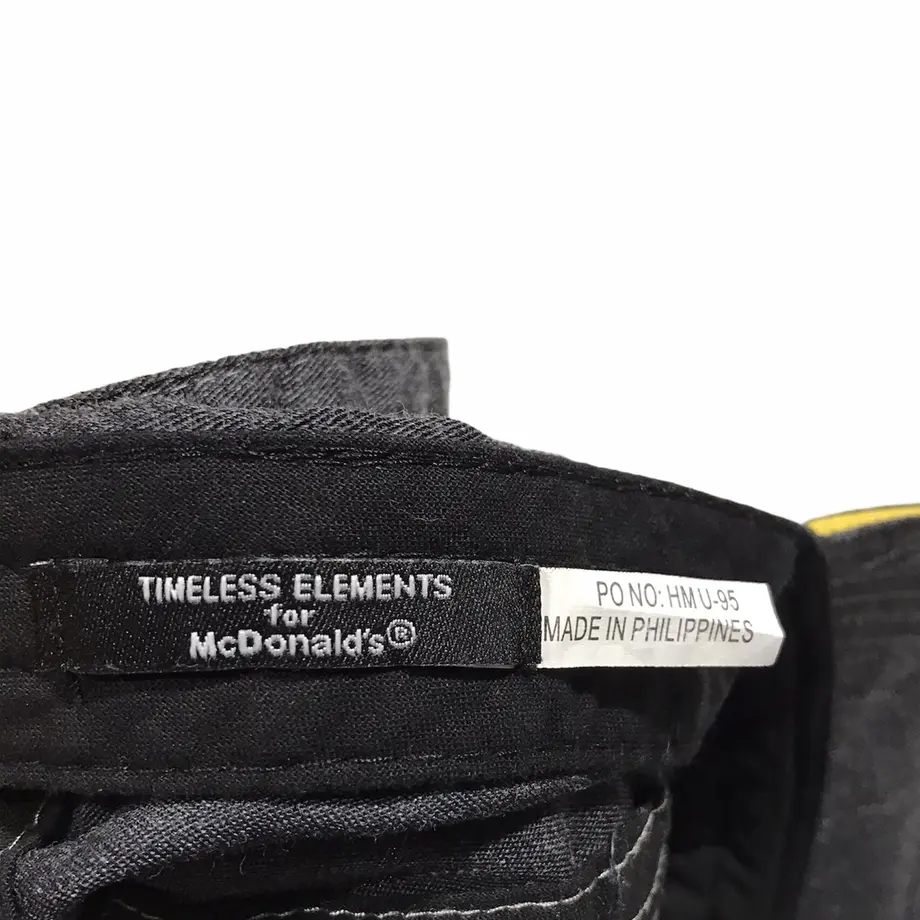 TIMELESS ELEMENTS
for
McDonald's®
PO NO: HM U-95
MADE IN PHILIPPINES